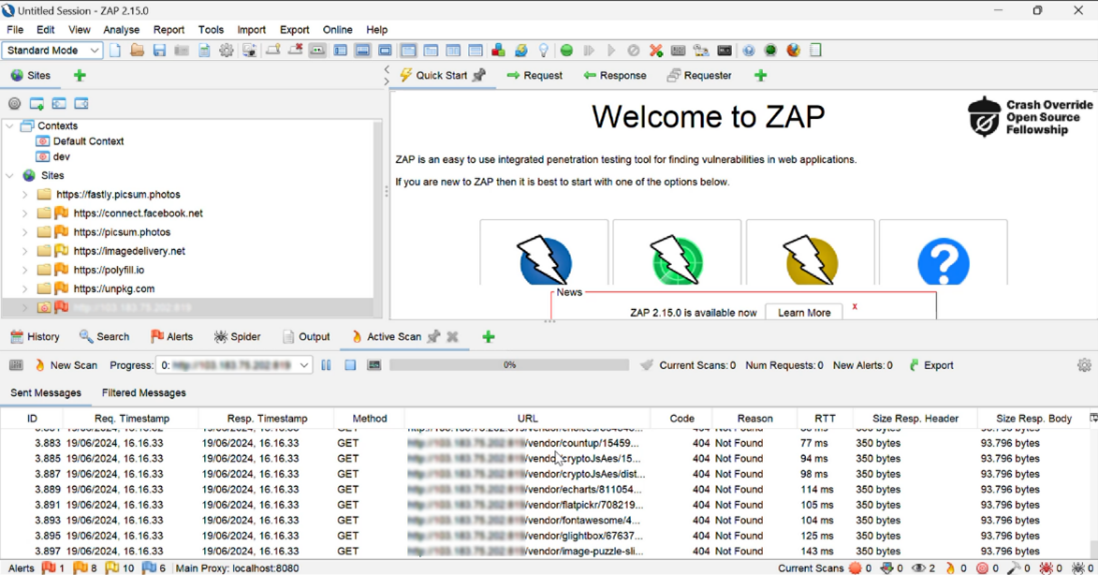 Untitled Session - ZAP 2.15.0
File Edit View Analyse Report Tools Import Export Online Help
Standard Mode
Sites
Quick Start Request Response Requester
Contexts
Default Context
dev
Sites
https://fastly.picsum.photos
https://connect.facebook.net
https://picsum.photos
https://imagedelivery.net
https://polyfill.io
https://unpkg.com
Welcome to ZAP
Crash Override
Open Source
Fellowship
ZAP is an easy to use integrated penetration testing tool for finding vulnerabilities in web applications.
If you are new to ZAP then it is best to start with one of the options below.
News
ZAP 2.15.0 is available now Learn More x
History Search Alerts Spider Output Active Scan
New Scan Progress: 0: 0% Current Scans: 0 Num Requests: 0 New Alerts: 0 Export
Sent Messages Filtered Messages
ID Req. Timestamp Resp. Timestamp Method URL Code Reason RTT Size Resp. Header Size Resp. Body
3.883 19/06/2024, 16.16.33 19/06/2024, 16.16.33 GET /vendor/countup/15459... 404 Not Found 77 ms 350 bytes 93.796 bytes
3.885 19/06/2024, 16.16.33 19/06/2024, 16.16.33 GET /vendor/cryptoJsAes/15... 404 Not Found 94 ms 350 bytes 93.796 bytes
3.887 19/06/2024, 16.16.33 19/06/2024, 16.16.33 GET /vendor/cryptoJsAes/dist... 404 Not Found 98 ms 350 bytes 93.796 bytes
3.889 19/06/2024, 16.16.33 19/06/2024, 16.16.33 GET /vendor/echarts/811054... 404 Not Found 114 ms 350 bytes 93.796 bytes
3.891 19/06/2024, 16.16.33 19/06/2024, 16.16.33 GET /vendor/flatpickr/708219... 404 Not Found 105 ms 350 bytes 93.796 bytes
3.893 19/06/2024, 16.16.33 19/06/2024, 16.16.33 GET /vendor/fontawesome/4... 404 Not Found 104 ms 350 bytes 93.796 bytes
3.895 19/06/2024, 16.16.33 19/06/2024, 16.16.33 GET /vendor/glightbox/67637... 404 Not Found 125 ms 350 bytes 93.796 bytes
3.897 19/06/2024, 16.16.33 19/06/2024, 16.16.33 GET /vendor/image-puzzle-sli... 404 Not Found 143 ms 350 bytes 93.796 bytes
Alerts 1 8 10 6 Main Proxy: localhost:8080 Current Scans 0 0 2 0 0 0 0 0